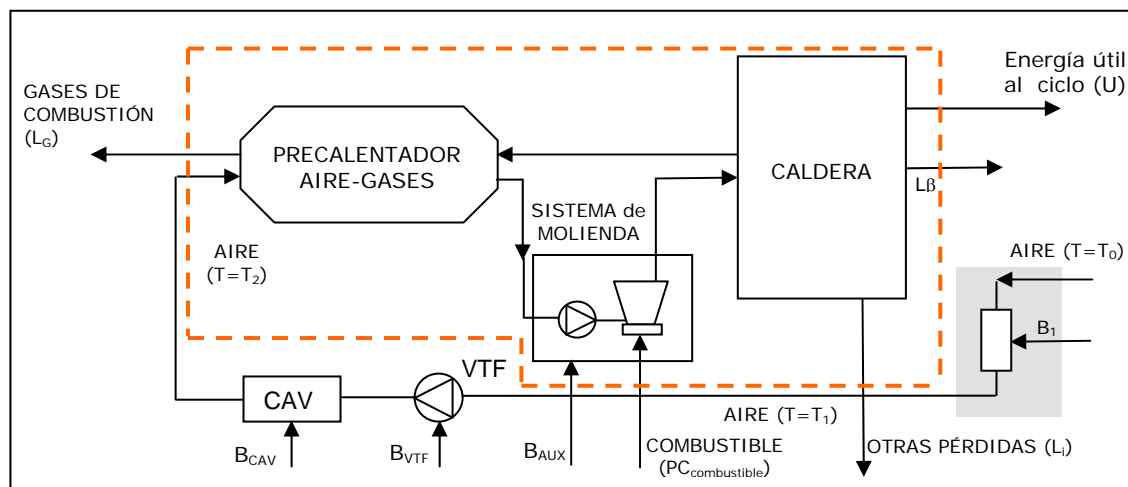 Energía útil
al ciclo (U)
GASES DE
COMBUSTIÓN
(LG)
PRECALENTADOR
AIRE-GASES
CALDERA
Lβ
SISTEMA de
MOLIENDA
AIRE
(T=T2)
AIRE (T=T0)
B1
VTF
CAV
AIRE (T=T1)
BCAV
BVTF
BAUX
COMBUSTIBLE
(PCcombustible)
OTRAS PÉRDIDAS (Li)